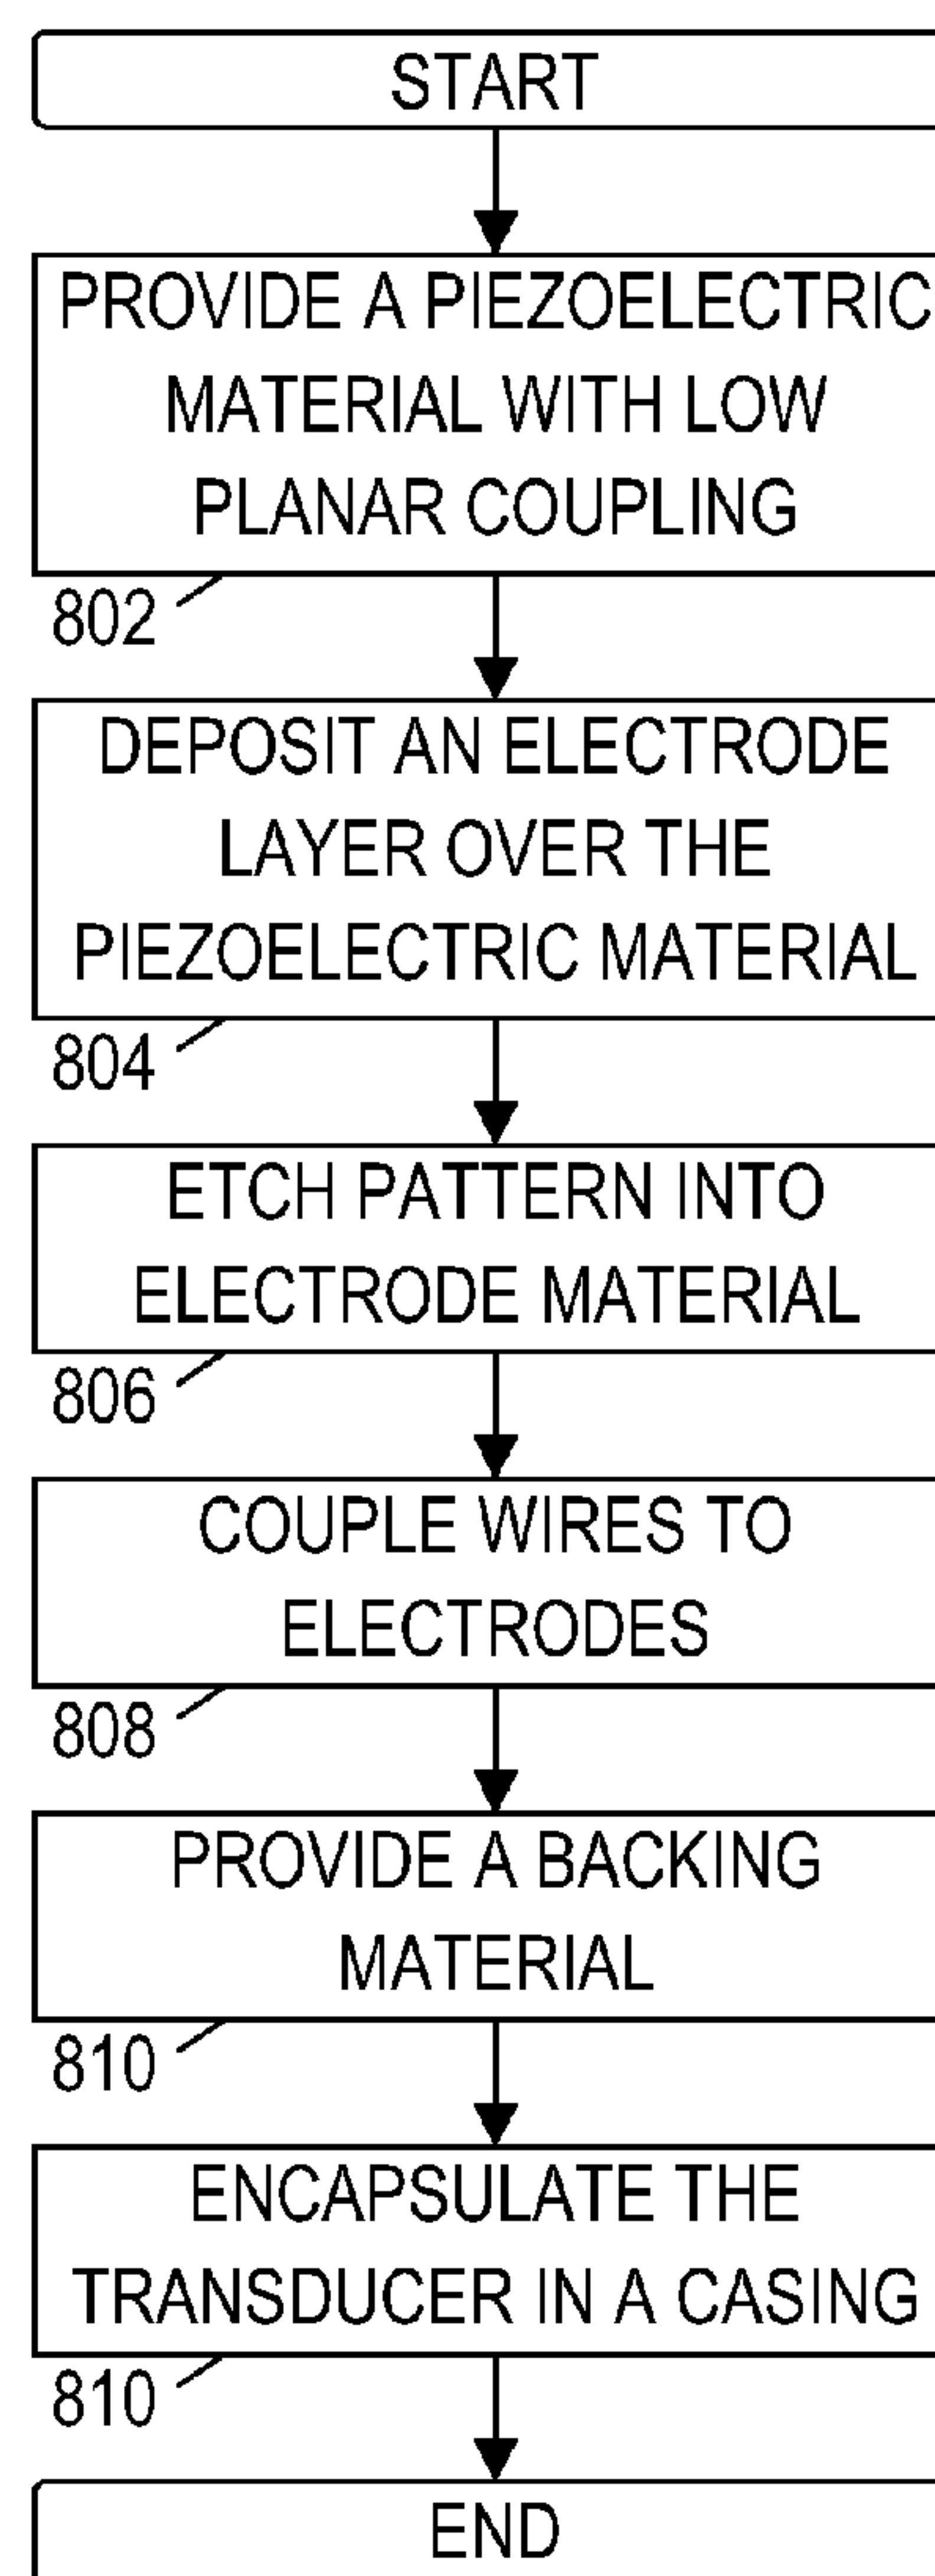 START
PROVIDE A PIEZOELECTRIC
MATERIAL WITH LOW
PLANAR COUPLING
802
DEPOSIT AN ELECTRODE
LAYER OVER THE
PIEZOELECTRIC MATERIAL
804
ETCH PATTERN INTO
ELECTRODE MATERIAL
806
COUPLE WIRES TO
ELECTRODES
808
PROVIDE A BACKING
MATERIAL
810
ENCAPSULATE THE
TRANSDUCER IN A CASING
810
END